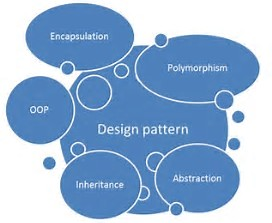 Encapsulation
Polymorphism
OOP
Design pattern
Inheritance
Abstraction